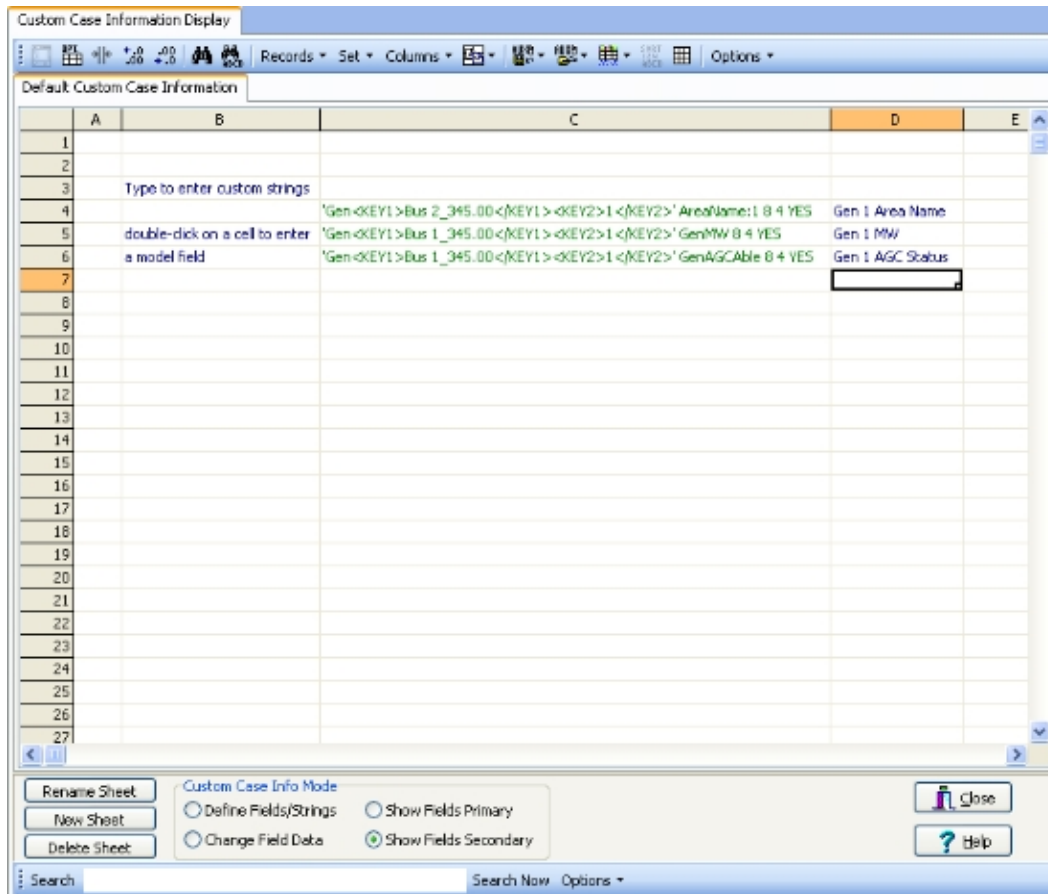 Custom Case Information Display
Records Set Columns Options
Default Custom Case Information
A B C D E
1
2
3 Type to enter custom strings
4 'Gen<KEY1>Bus 2_345.00</KEY1><KEY2>1</KEY2>' AreaName:1 8 4 YES Gen 1 Area Name
5 double-click on a cell to enter 'Gen<KEY1>Bus 1_345.00</KEY1><KEY2>1</KEY2>' GenMW 8 4 YES Gen 1 MW
6 a model field 'Gen<KEY1>Bus 1_345.00</KEY1><KEY2>1</KEY2>' GenAGCAble 8 4 YES Gen 1 AGC Status
7
8
9
10
11
12
13
14
15
16
17
18
19
20
21
22
23
24
25
26
27
Rename Sheet
New Sheet
Delete Sheet
Custom Case Info Mode
Define Fields/Strings Show Fields Primary
Change Field Data Show Fields Secondary
Close
Help
Search Search Now Options